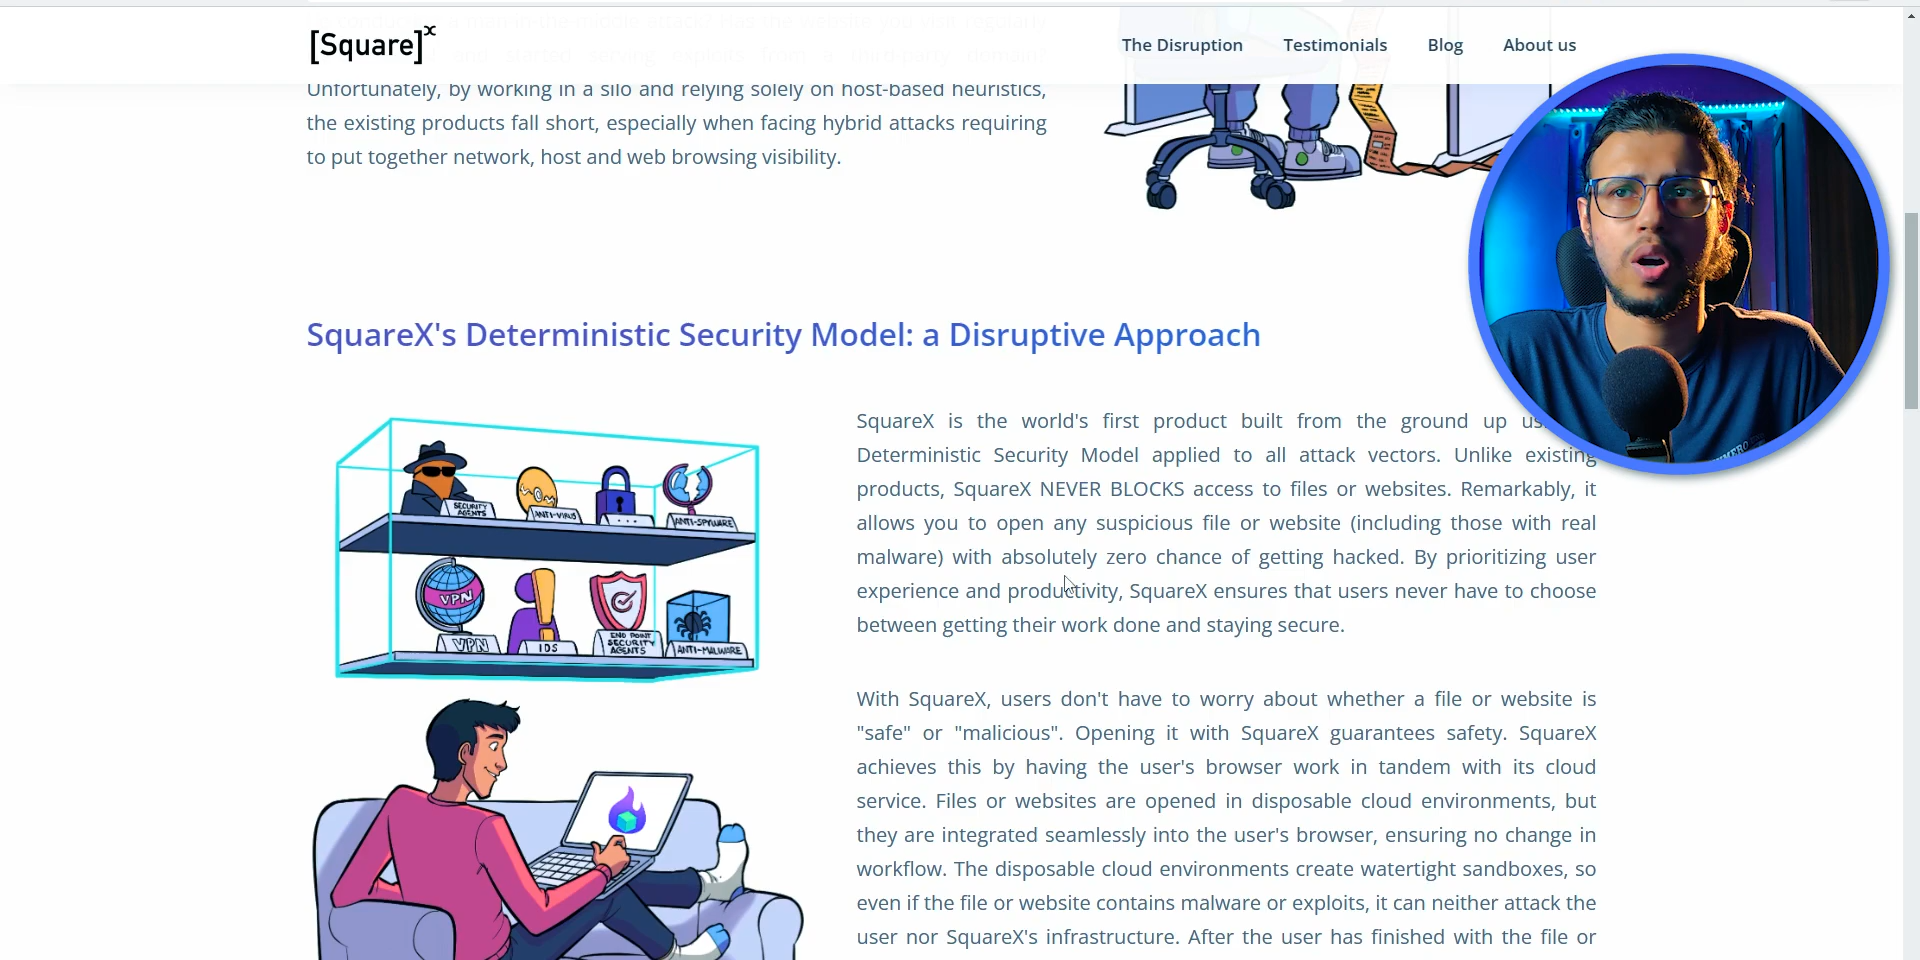 [Square]x
The Disruption
Testimonials
Blog
About us
Unfortunately, by working in a silo and relying solely on host-based heuristics,
the existing products fall short, especially when facing hybrid attacks requiring
to put together network, host and web browsing visibility.
SquareX's Deterministic Security Model: a Disruptive Approach
SECURITY
AGENTS
ANTI-VIRUS
...
ANTI-SPYWARE
VPN
VPN
IDS
END POINT
SECURITY
AGENTS
ANTI-MALWARE
SquareX is the world's first product built from the ground up
Deterministic Security Model applied to all attack vectors. Unlike existing
products, SquareX NEVER BLOCKS access to files or websites. Remarkably, it
allows you to open any suspicious file or website (including those with real
malware) with absolutely zero chance of getting hacked. By prioritizing user
experience and productivity, SquareX ensures that users never have to choose
between getting their work done and staying secure.
With SquareX, users don't have to worry about whether a file or website is
"safe" or "malicious". Opening it with SquareX guarantees safety. SquareX
achieves this by having the user's browser work in tandem with its cloud
service. Files or websites are opened in disposable cloud environments, but
they are integrated seamlessly into the user's browser, ensuring no change in
workflow. The disposable cloud environments create watertight sandboxes, so
even if the file or website contains malware or exploits, it can neither attack the
user nor SquareX's infrastructure. After the user has finished with the file or